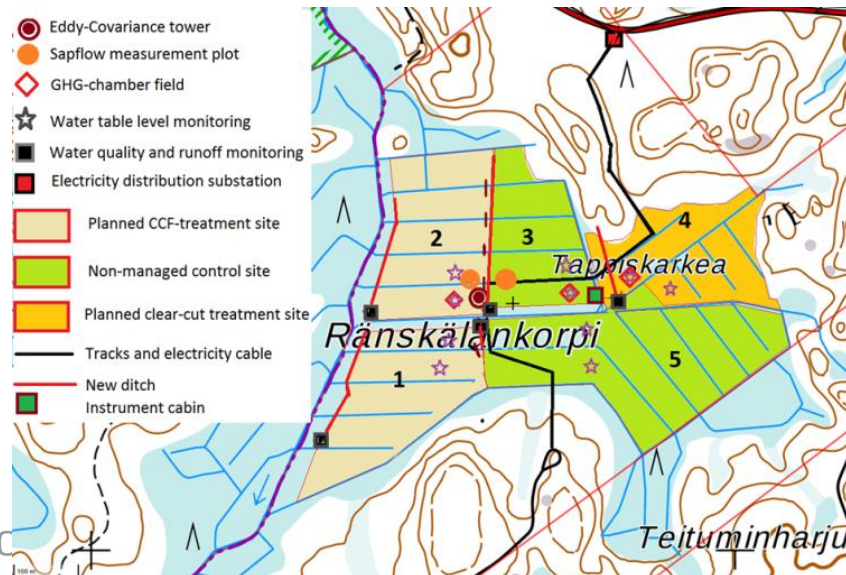 Eddy-Covariance tower
Sapflow measurement plot
GHG-chamber field
Water table level monitoring
Water quality and runoff monitoring
Electricity distribution substation
Planned CCF-treatment site
Non-managed control site
Planned clear-cut treatment site
Tracks and electricity cable
New ditch
Instrument cabin
2
3
4
Tappiskarkea
Ränskälänkorpi
1
5
Teituminharju
100 m